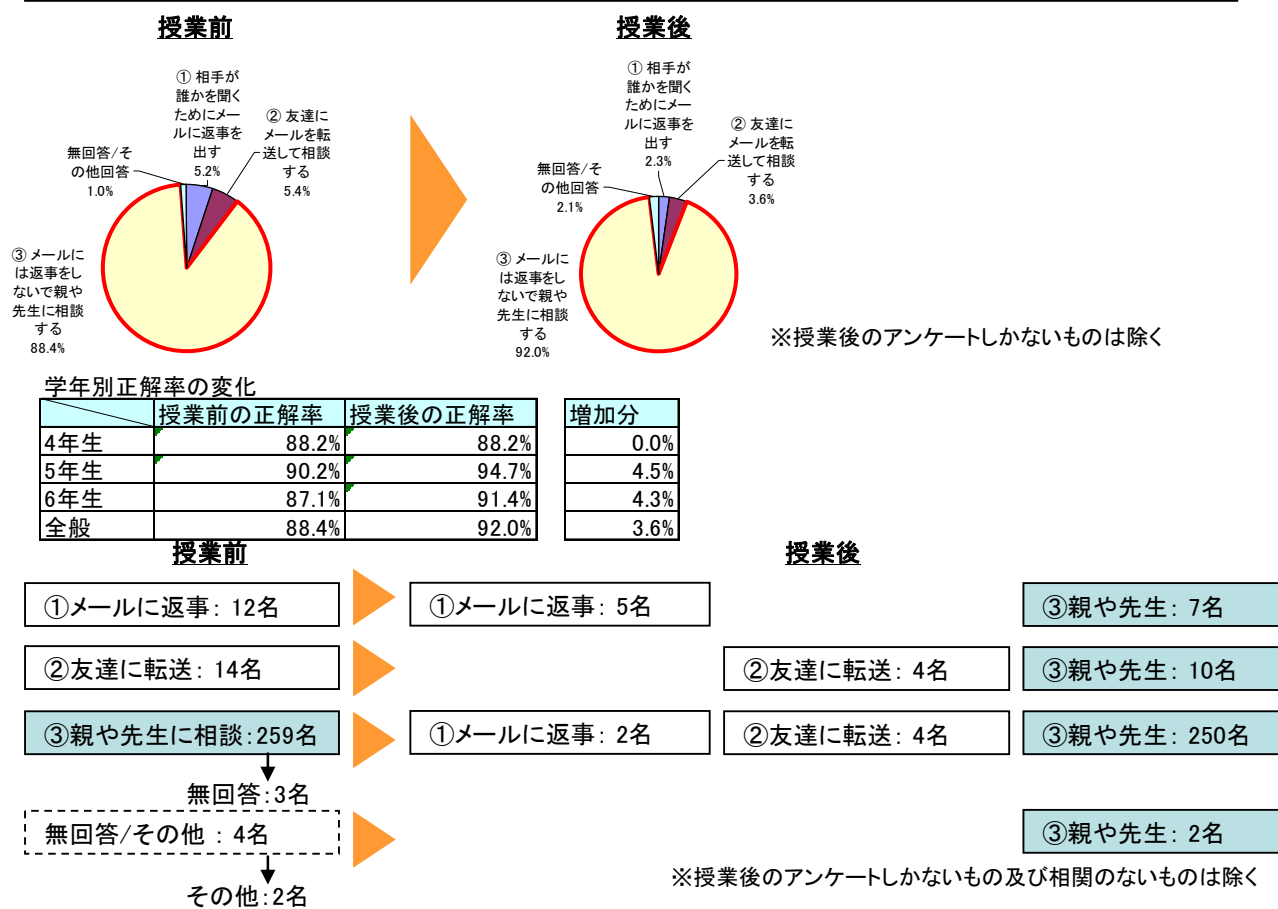 授業前
授業後
① 相手が
誰かを聞く
ためにメー
ルに返事を
出す
5.2%
② 友達に
メールを転
送して相談
する
5.4%
無回答/そ
の他回答
1.0%
③ メールに
は返事をし
ないで親や
先生に相談
する
88.4%
① 相手が
誰かを聞く
ためにメー
ルに返事を
出す
2.3%
② 友達に
メールを転
送して相談
する
3.6%
無回答/そ
の他回答
2.1%
③ メールに
は返事をし
ないで親や
先生に相談
する
92.0%
※授業後のアンケートしかないものは除く
学年別正解率の変化
授業前の正解率 授業後の正解率 増加分
4年生 88.2% 88.2% 0.0%
5年生 90.2% 94.7% 4.5%
6年生 87.1% 91.4% 4.3%
全般 88.4% 92.0% 3.6%
授業前 授業後
①メールに返事: 12名 ①メールに返事: 5名 ③親や先生: 7名
②友達に転送: 14名 ②友達に転送: 4名 ③親や先生: 10名
③親や先生に相談:259名 ①メールに返事: 2名 ②友達に転送: 4名 ③親や先生: 250名
無回答:3名
無回答/その他 : 4名 ③親や先生: 2名
その他:2名
※授業後のアンケートしかないもの及び相関のないものは除く